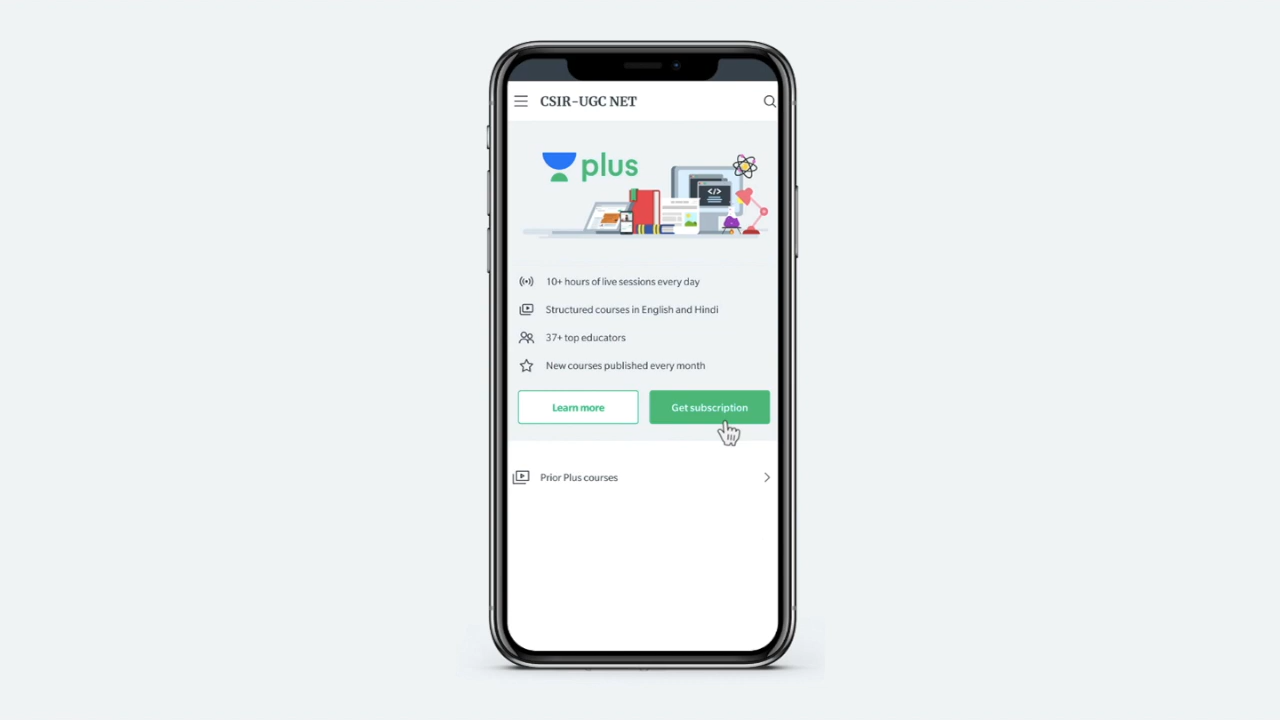 CSIR-UGC NET
plus
</>
10+ hours of live sessions every day
Structured courses in English and Hindi
37+ top educators
New courses published every month
Learn more
Get subscription
Prior Plus courses